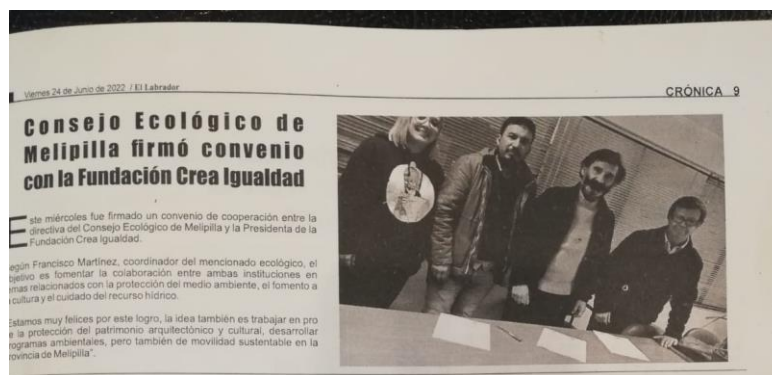 Viernes 24 de Junio de 2022 / El Labrador
CRÓNICA 9
Consejo Ecológico de
Melipilla firmó convenio
con la Fundación Crea Igualdad
Este miércoles fue firmado un convenio de cooperación entre la
directiva del Consejo Ecológico de Melipilla y la Presidenta de la
Fundación Crea Igualdad.
egún Francisco Martínez, coordinador del mencionado ecológico, el
bjetivo es fomentar la colaboración entre ambas instituciones en
mas relacionados con la protección del medio ambiente, el fomento a
cultura y el cuidado del recurso hídrico.
Estamos muy felices por este logro, la idea también es trabajar en pro
e la protección del patrimonio arquitectónico y cultural, desarrollar
rogramas ambientales, pero también de movilidad sustentable en la
rovincia de Melipilla".